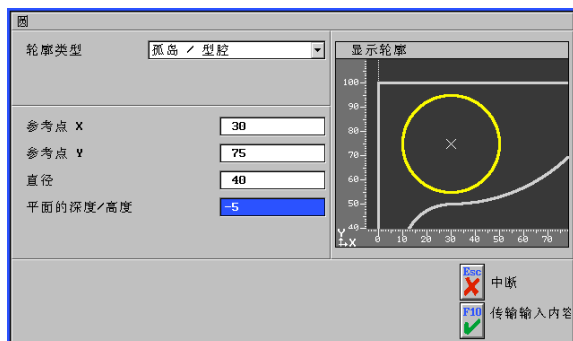 圆
轮廓类型 孤岛 / 型腔
显示轮廓
参考点 X 30
参考点 Y 75
直径 40
平面的深度/高度 -5
100
90
80
70
60
50
40
Y
X
0 10 20 30 40 50 60 70
Esc 中断
F10 传输输入内容